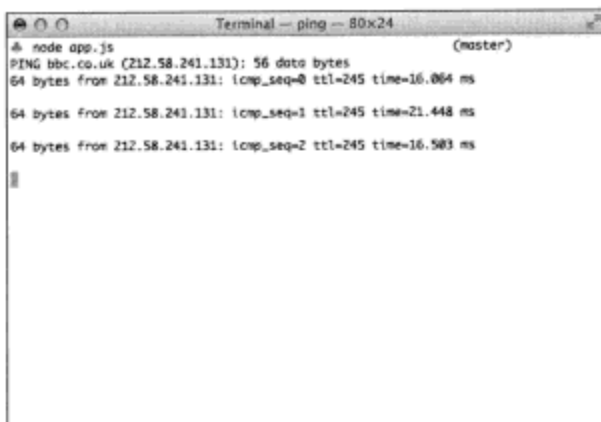 Terminal — ping — 80×24
node app.js (master)
PING bbc.co.uk (212.58.241.131): 56 data bytes
64 bytes from 212.58.241.131: icmp_seq=0 ttl=245 time=16.064 ms
64 bytes from 212.58.241.131: icmp_seq=1 ttl=245 time=21.448 ms
64 bytes from 212.58.241.131: icmp_seq=2 ttl=245 time=16.503 ms